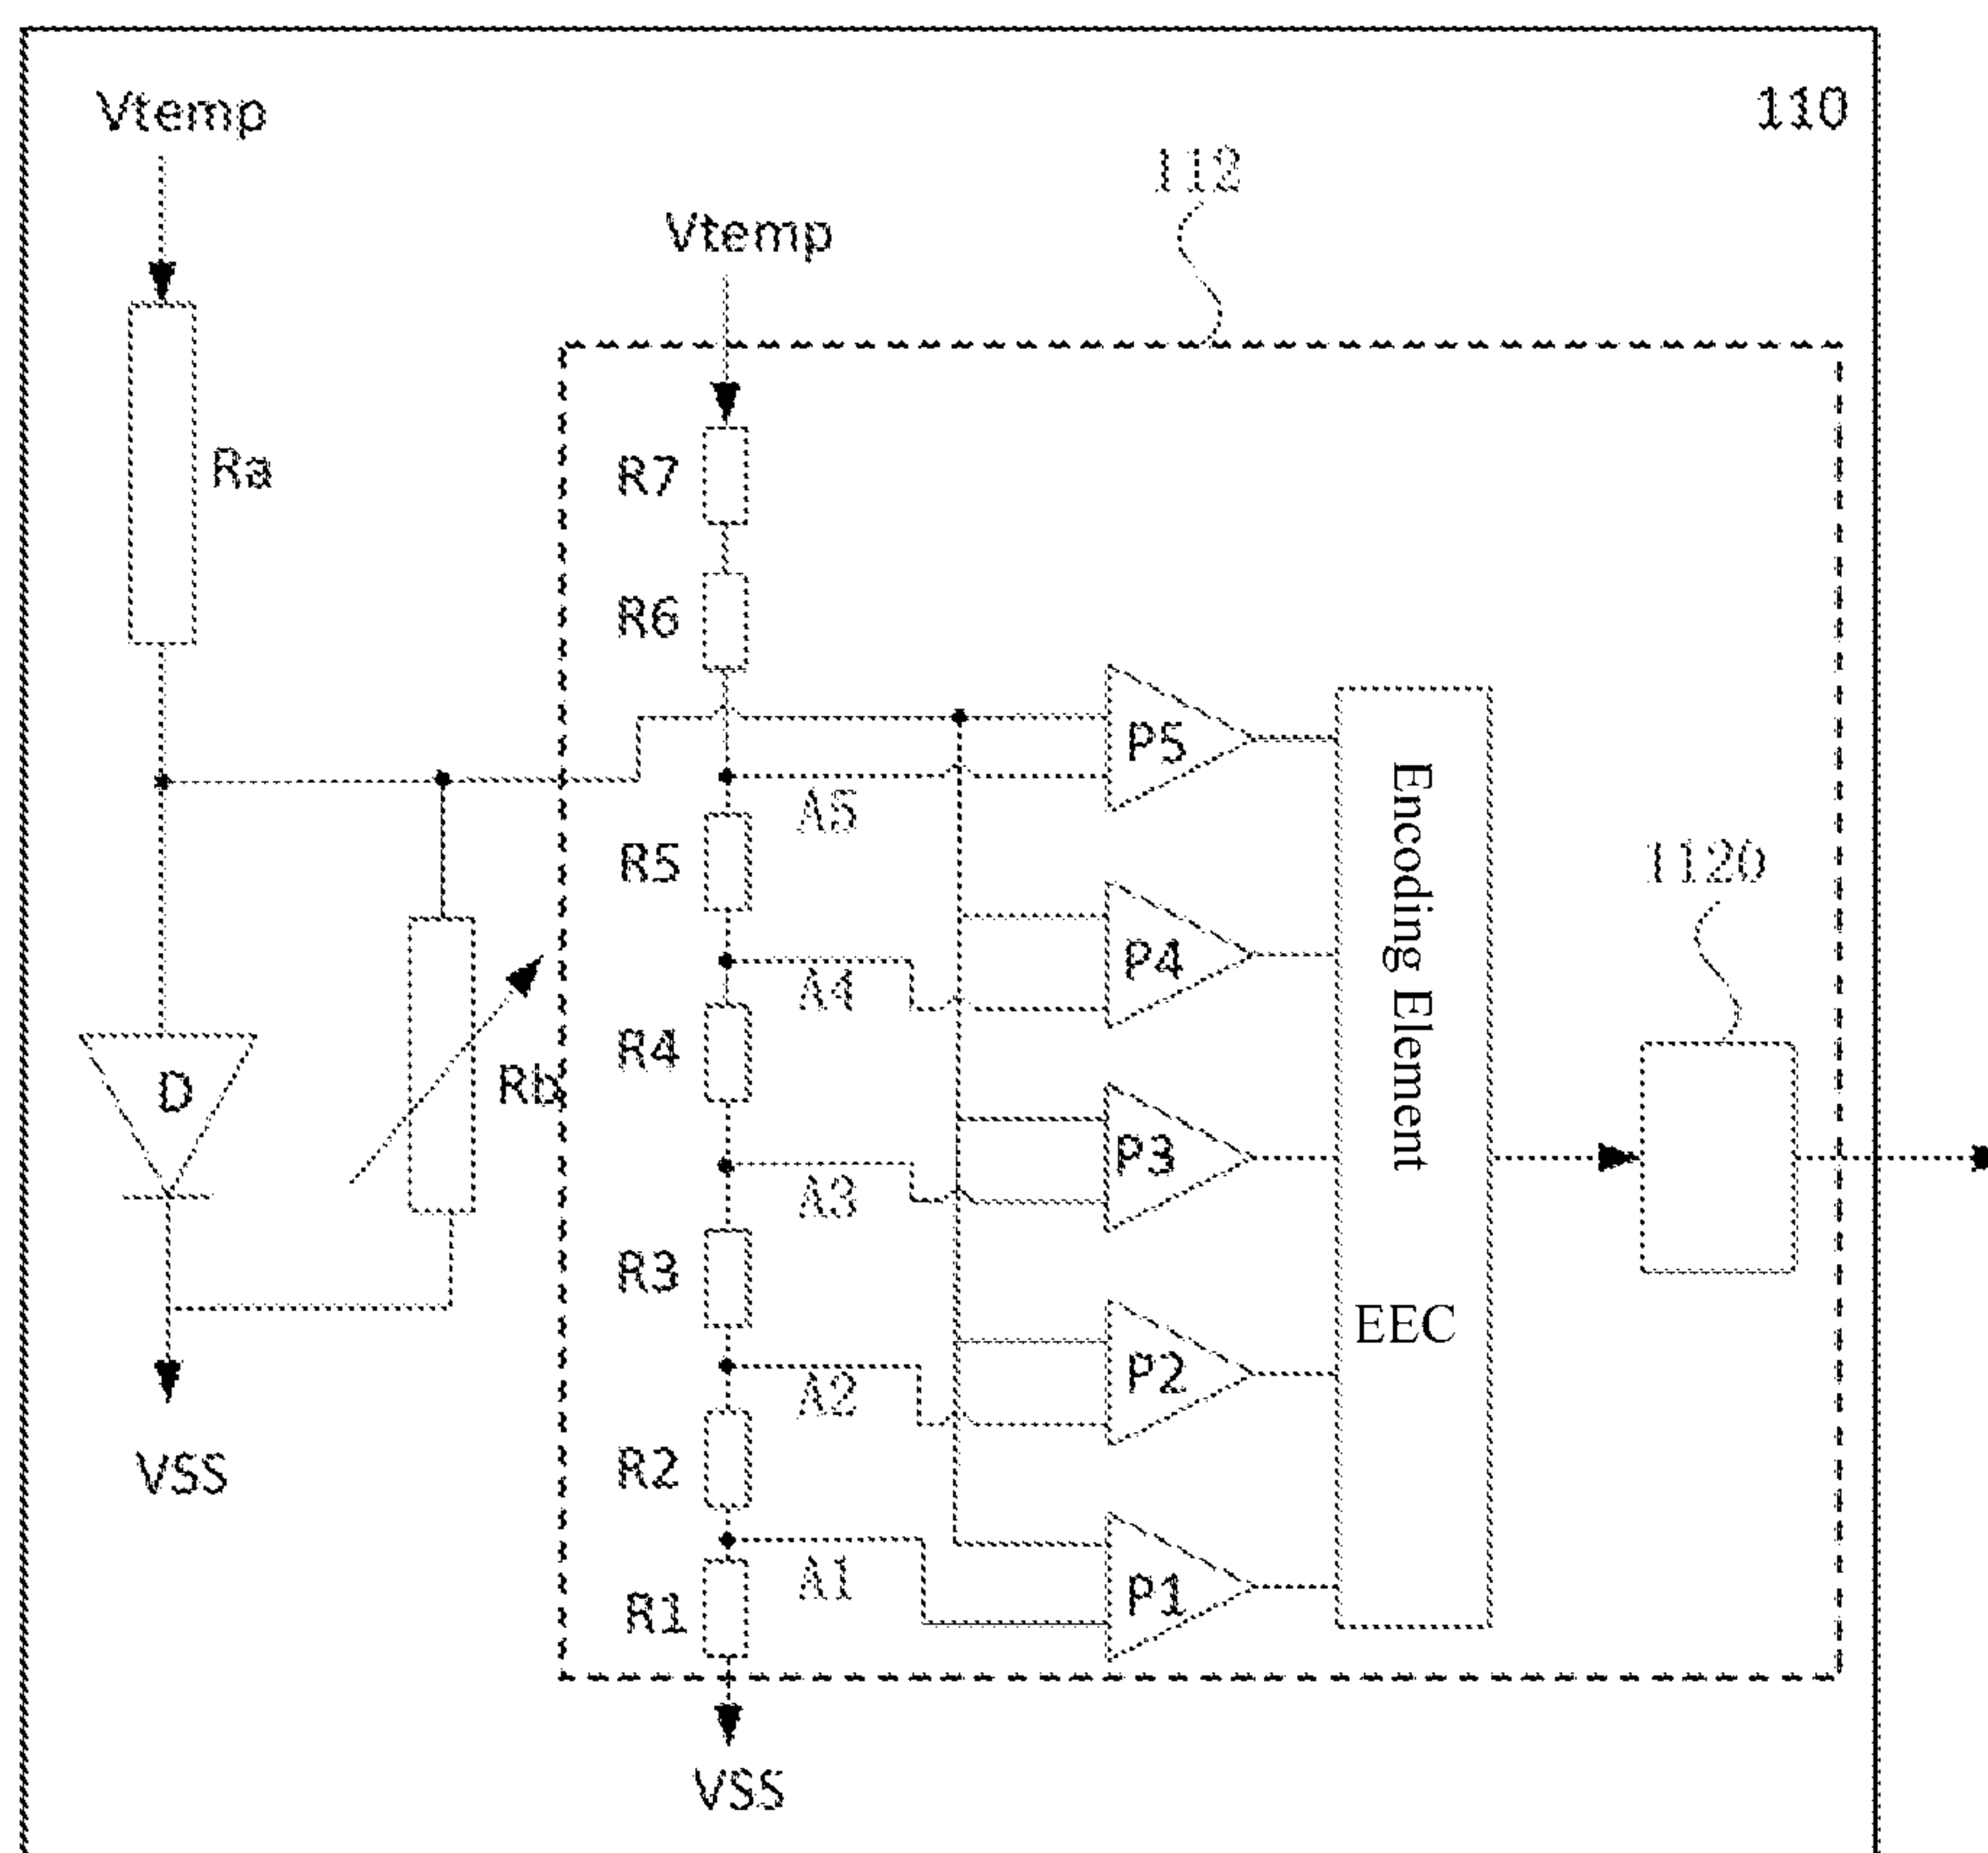 110
Vtemp
112
Vtemp
R7
Ra
R6
P5
A5
R5
Encoding Element
1120
P4
A4
R4
D
Rb
P3
A3
R3
EEC
P2
A2
VSS
R2
A1
P1
R1
VSS